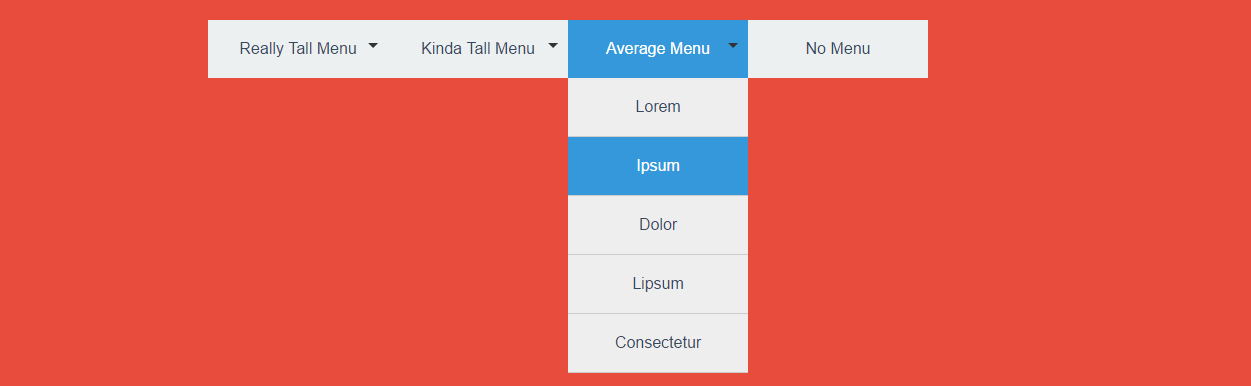 Really Tall Menu Kinda Tall Menu Average Menu No Menu
Lorem
Ipsum
Dolor
Lipsum
Consectetur